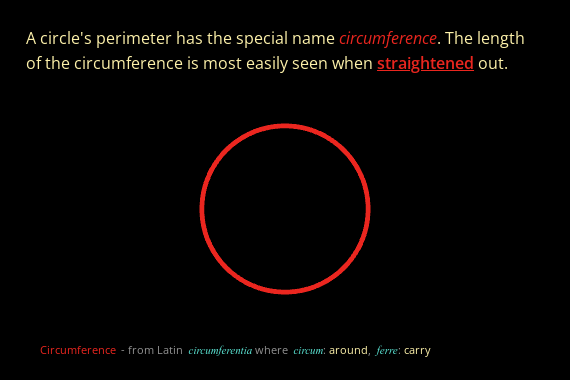 A circle's perimeter has the special name circumference. The length
of the circumference is most easily seen when straightened out.
Circumference - from Latin circumferentia where circum: around, ferre: carry